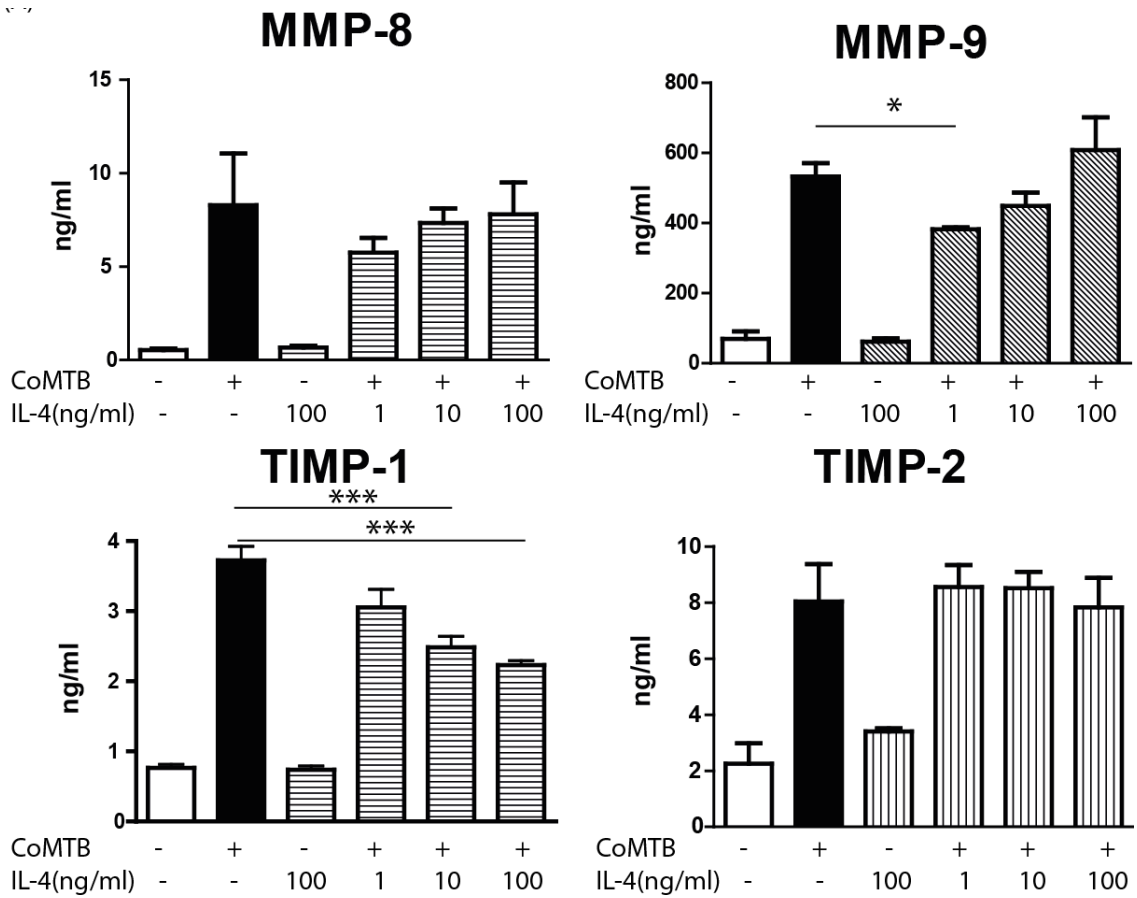 MMP-8
15
10
5
0
ng/ml
CoMTB - + - + + +
IL-4(ng/ml) - - 100 1 10 100
MMP-9
800
600
400
200
0
ng/ml
*
CoMTB - + - + + +
IL-4(ng/ml) - - 100 1 10 100
TIMP-1
***
***
4
3
2
1
0
ng/ml
CoMTB - + - + + +
IL-4(ng/ml) - - 100 1 10 100
TIMP-2
10
8
6
4
2
0
ng/ml
CoMTB - + - + + +
IL-4(ng/ml) - - 100 1 10 100